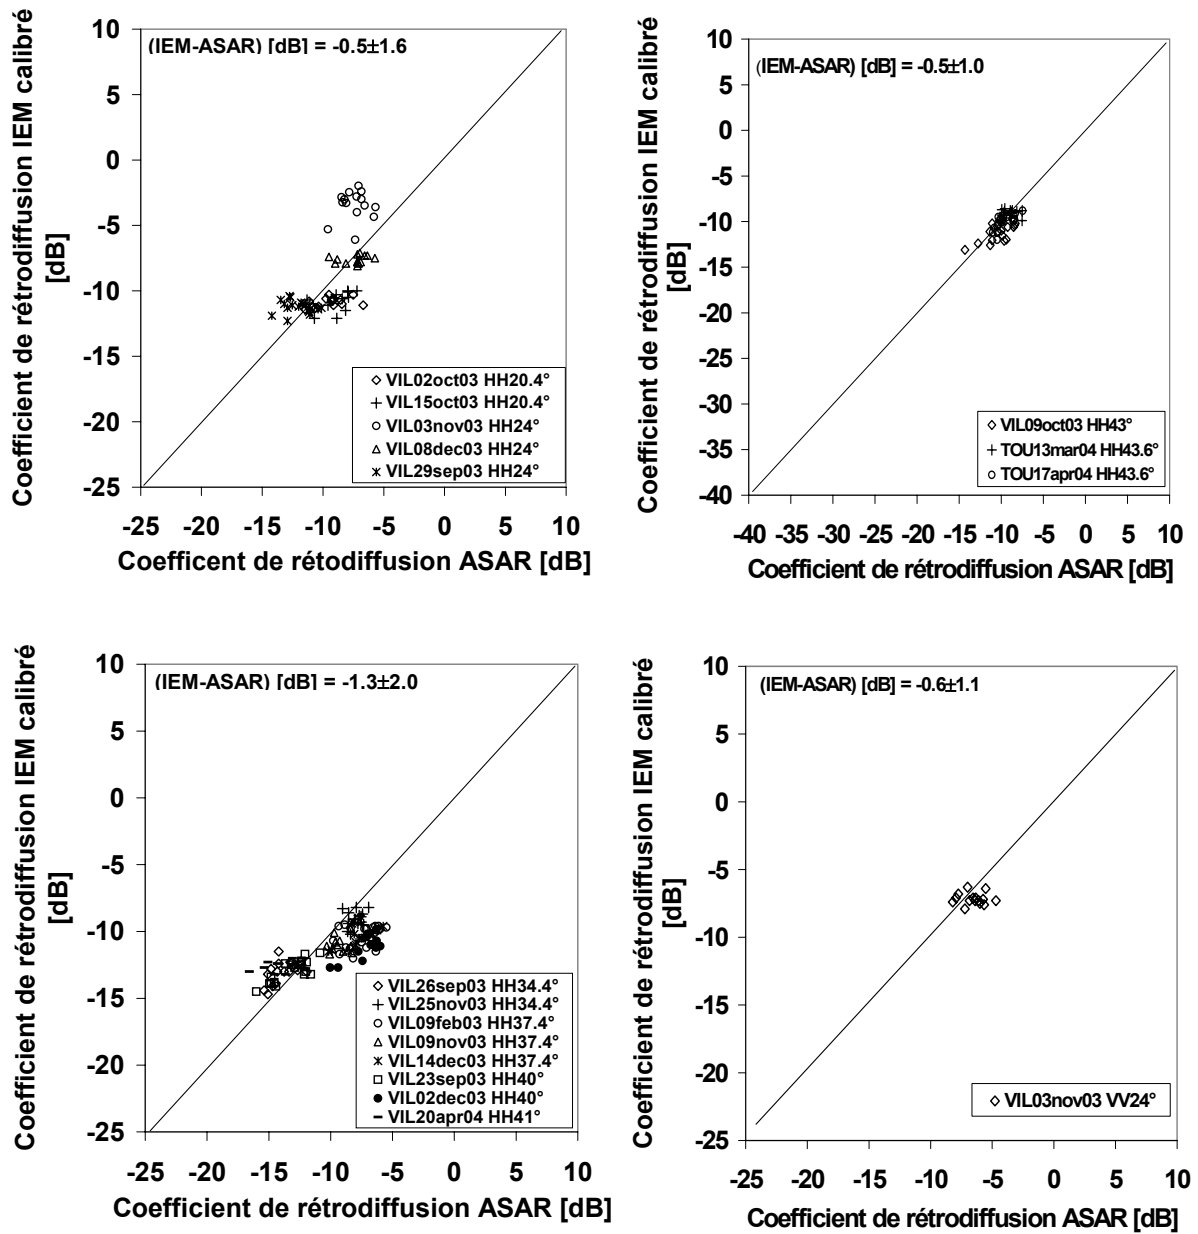 Coefficient de rétrodiffusion IEM calibré
[dB]
(IEM-ASAR) [dB] = -0.5±1.6
10
5
0
-5
-10
-15
-20
-25
VIL02oct03 HH20.4°
VIL15oct03 HH20.4°
VIL03nov03 HH24°
VIL08dec03 HH24°
VIL29sep03 HH24°
-25 -20 -15 -10 -5 0 5 10
Coefficent de rétodiffusion ASAR [dB]
Coefficient de rétrodiffusion IEM calibré
[dB]
(IEM-ASAR) [dB] = -0.5±1.0
10
5
0
-5
-10
-15
-20
-25
-30
-35
-40
VIL09oct03 HH43°
TOU13mar04 HH43.6°
TOU17apr04 HH43.6°
-40 -35 -30 -25 -20 -15 -10 -5 0 5 10
Coefficient de rétrodiffusion ASAR [dB]
Coefficient de rétrodiffusion IEM calibré
[dB]
(IEM-ASAR) [dB] = -1.3±2.0
10
5
0
-5
-10
-15
-20
-25
VIL26sep03 HH34.4°
VIL25nov03 HH34.4°
VIL09feb03 HH37.4°
VIL09nov03 HH37.4°
VIL14dec03 HH37.4°
VIL23sep03 HH40°
VIL02dec03 HH40°
VIL20apr04 HH41°
-25 -20 -15 -10 -5 0 5 10
Coefficient de rétrodiffusion ASAR [dB]
Coefficient de rétrodiffusion IEM calibré
[dB]
(IEM-ASAR) [dB] = -0.6±1.1
10
5
0
-5
-10
-15
-20
-25
VIL03nov03 VV24°
-25 -20 -15 -10 -5 0 5 10
Coefficient de rétrodiffusion ASAR [dB]